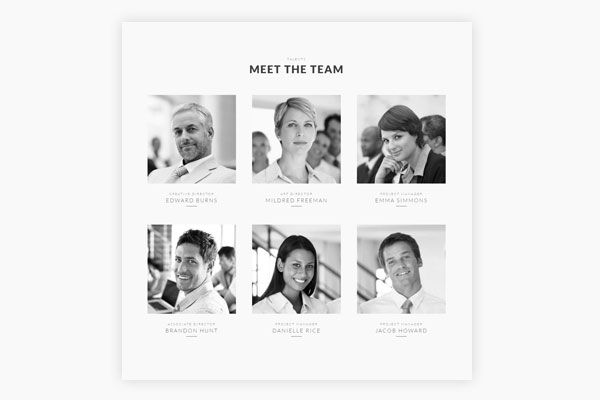 MEET THE TEAM
CREATIVE DIRECTOR
EDWARD BURNS
ART DIRECTOR
MILDRED FREEMAN
PROJECT MANAGER
EMMA SIMMONS
ASSOCIATE DIRECTOR
BRANDON HUNT
PROJECT MANAGER
DANIELLE RICE
PROJECT MANAGER
JACOB HOWARD